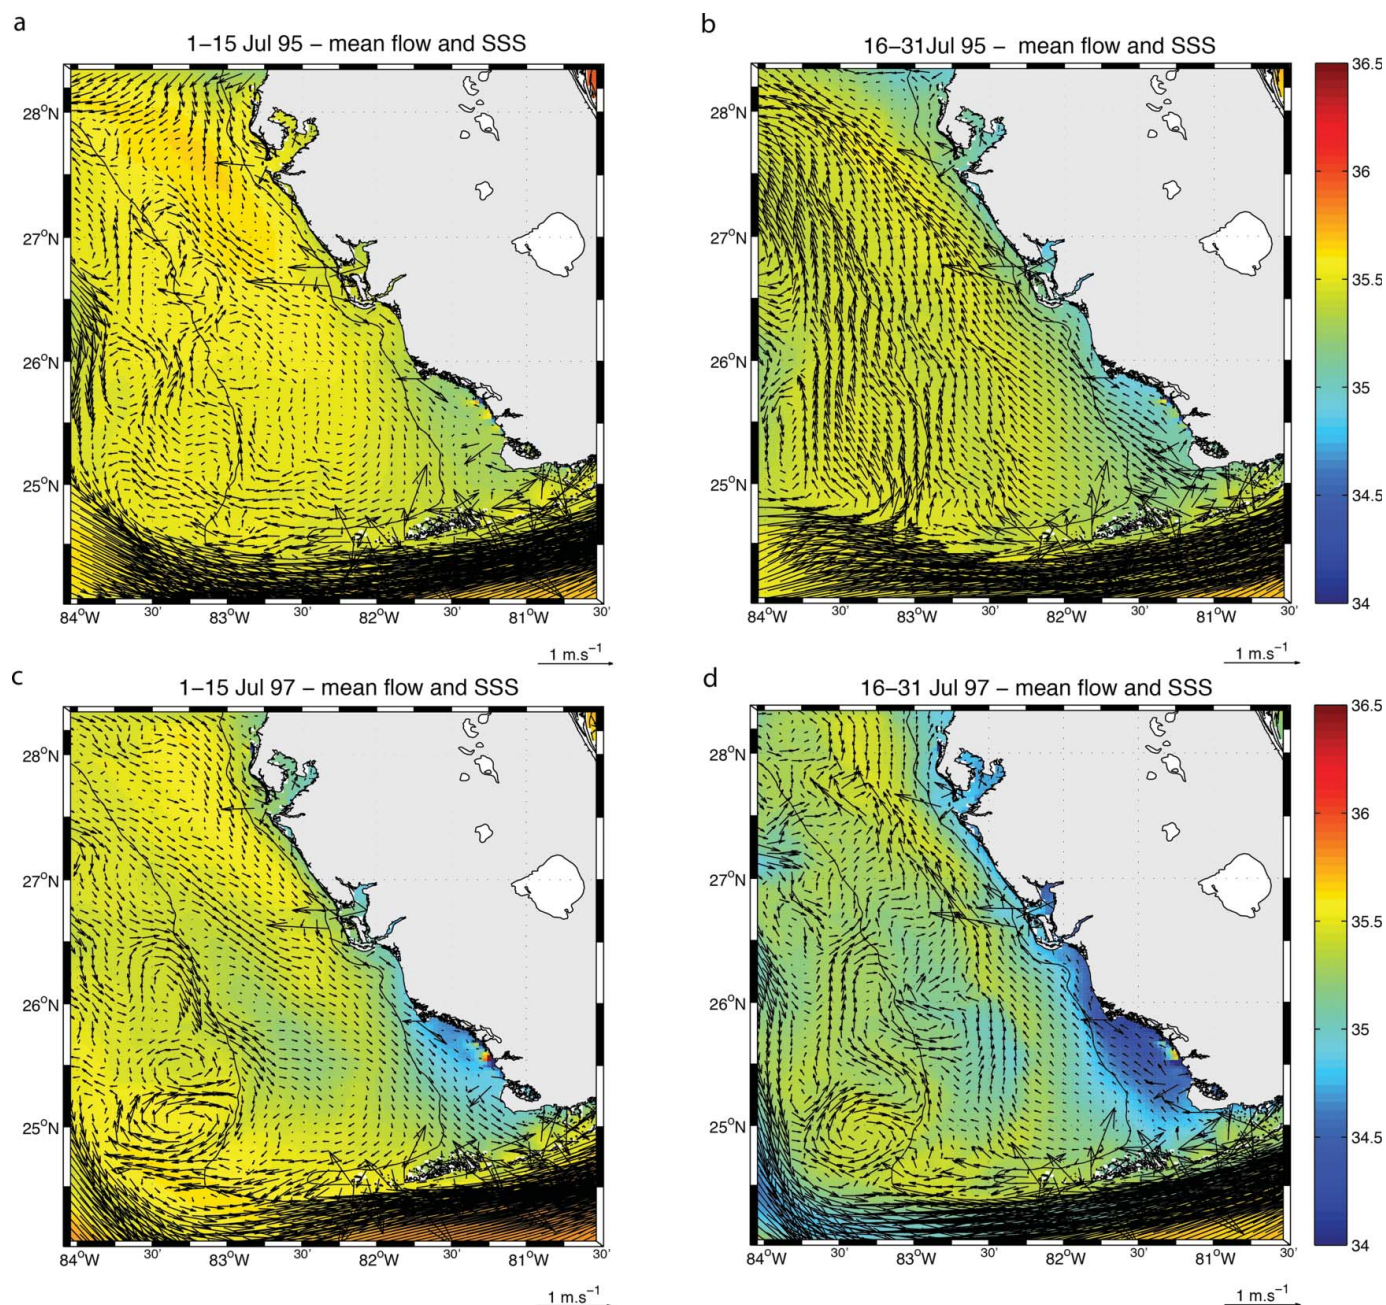 a
1–15 Jul 95 – mean flow and SSS
28°N
27°N
26°N
25°N
84°W 30' 83°W 30' 82°W 30' 81°W 30'
1 m.s⁻¹
b
16–31Jul 95 – mean flow and SSS
28°N
27°N
26°N
25°N
84°W 30' 83°W 30' 82°W 30' 81°W 30'
1 m.s⁻¹
36.5
36
35.5
35
34.5
34
c
1–15 Jul 97 – mean flow and SSS
28°N
27°N
26°N
25°N
84°W 30' 83°W 30' 82°W 30' 81°W 30'
1 m.s⁻¹
d
16–31 Jul 97 – mean flow and SSS
28°N
27°N
26°N
25°N
84°W 30' 83°W 30' 82°W 30' 81°W 30'
1 m.s⁻¹
36.5
36
35.5
35
34.5
34